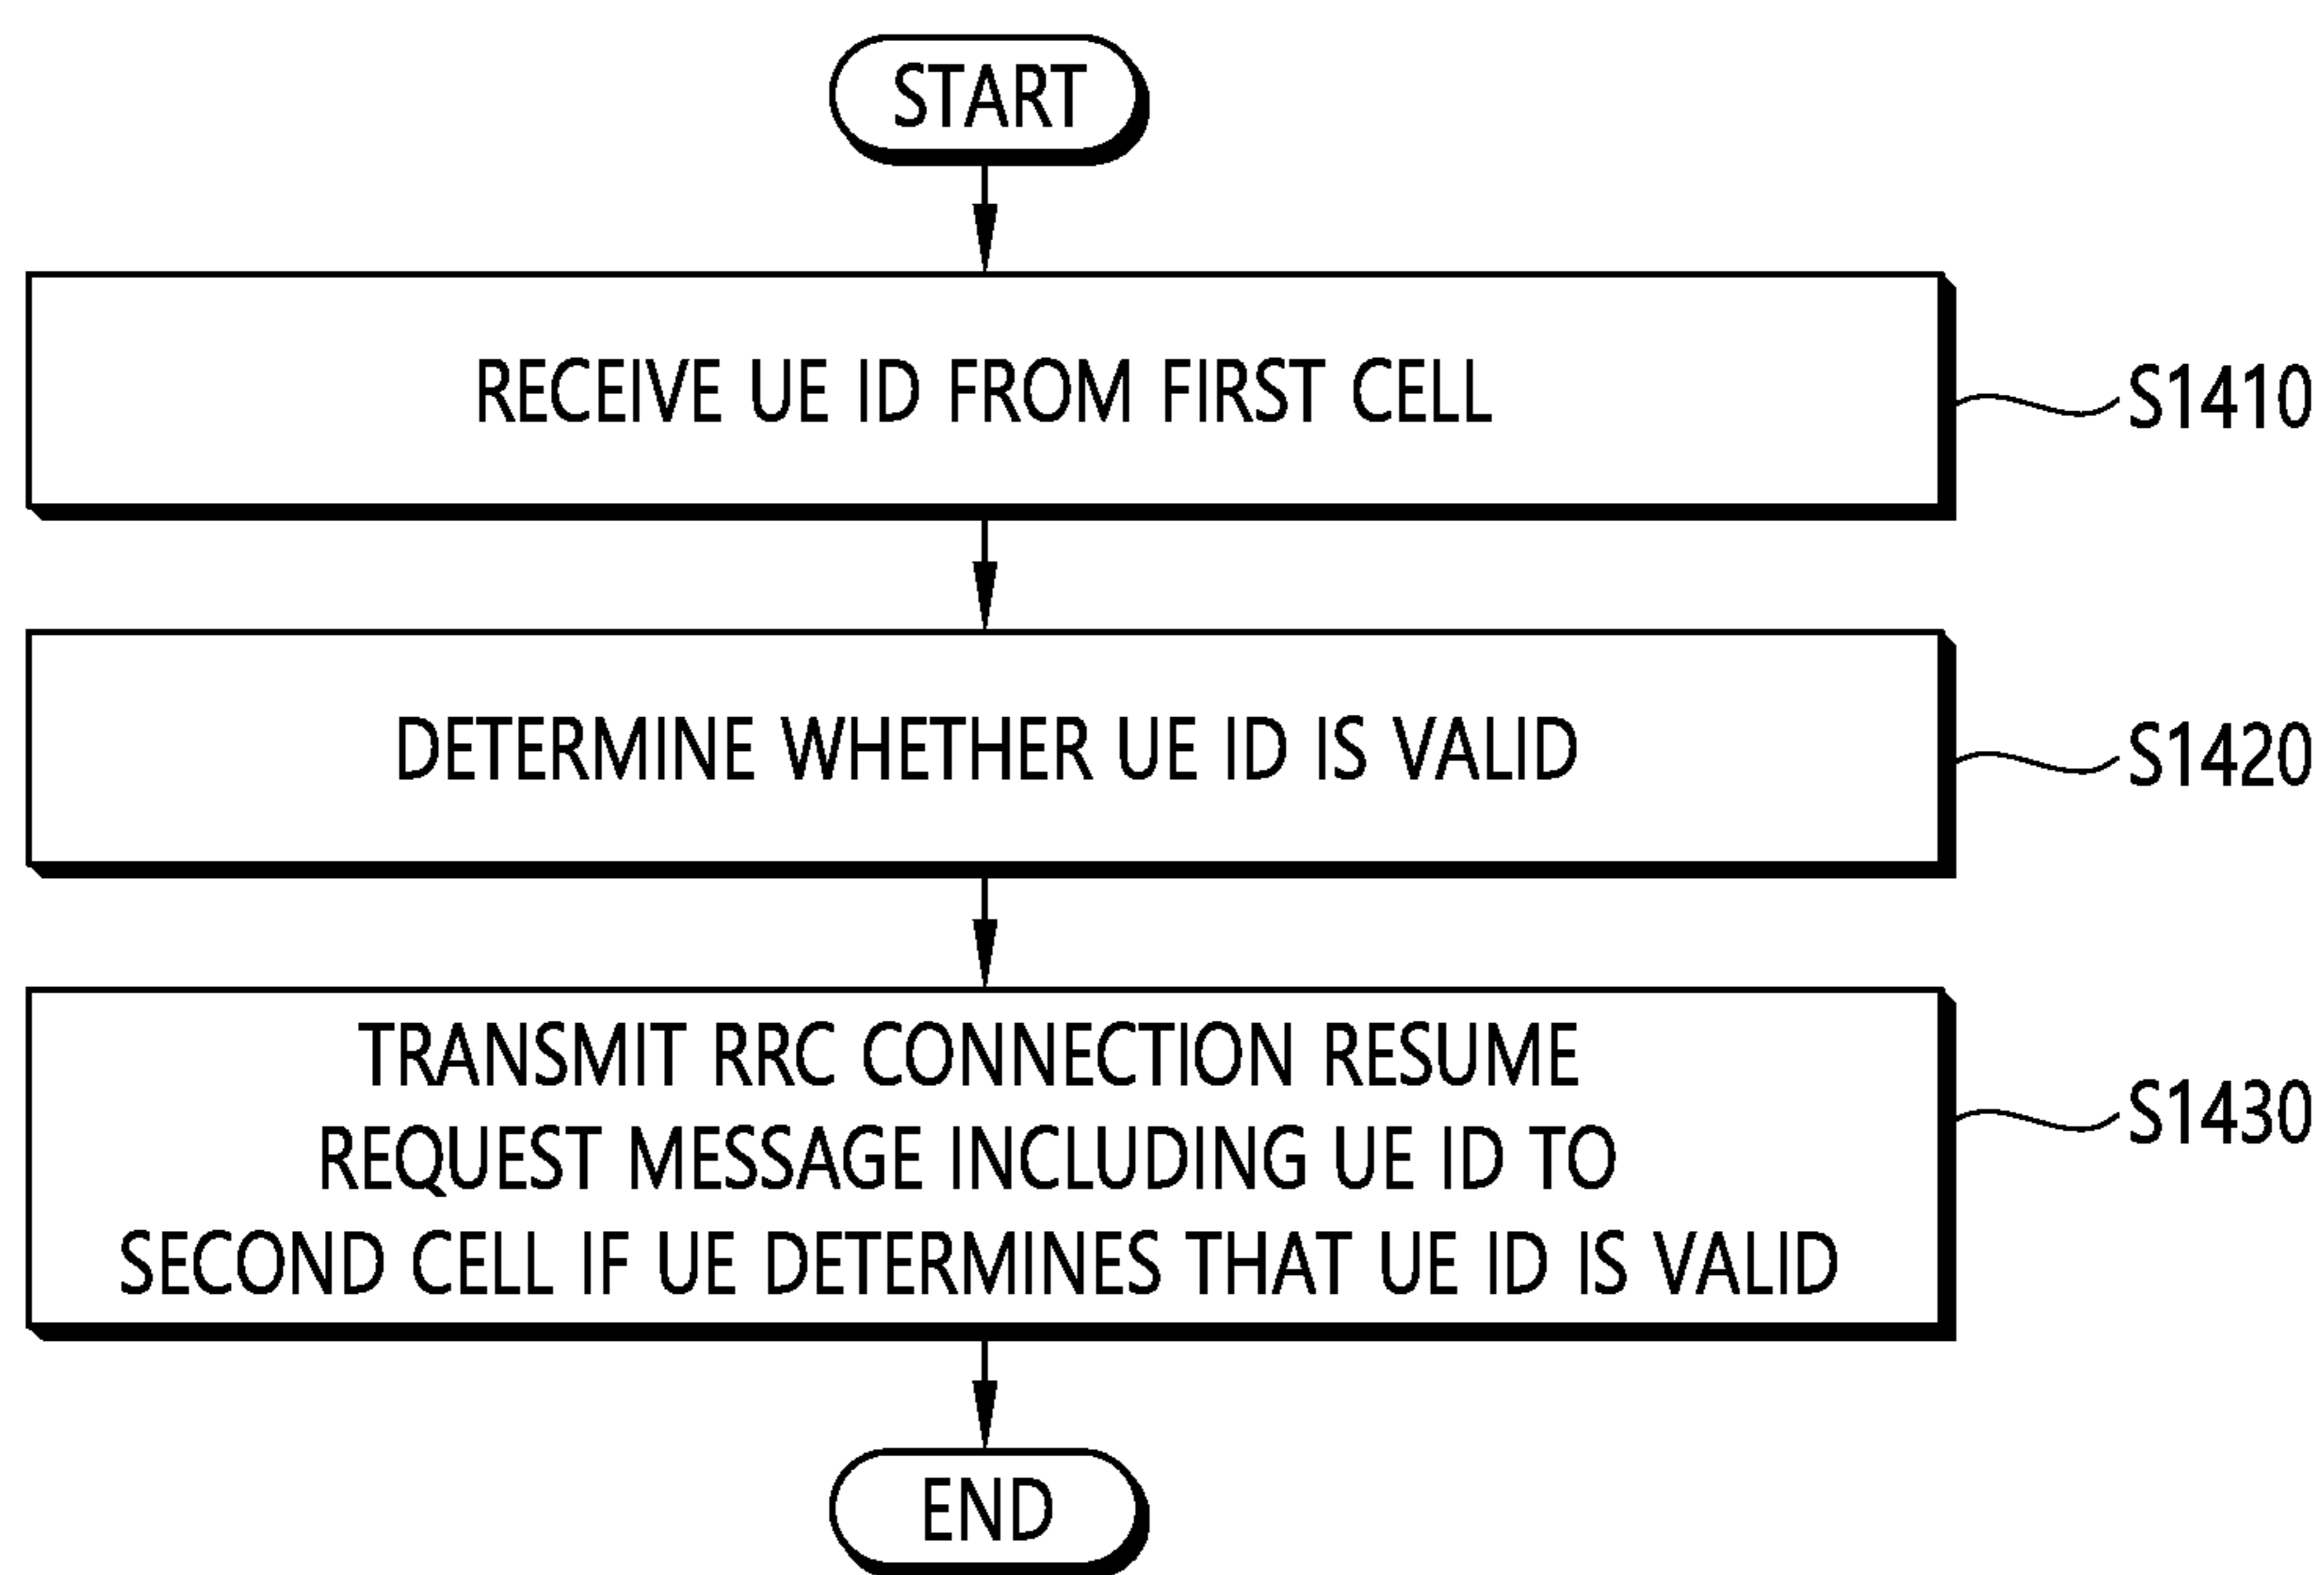 START
RECEIVE UE ID FROM FIRST CELL
S1410
DETERMINE WHETHER UE ID IS VALID
S1420
TRANSMIT RRC CONNECTION RESUME
REQUEST MESSAGE INCLUDING UE ID TO
SECOND CELL IF UE DETERMINES THAT UE ID IS VALID
S1430
END